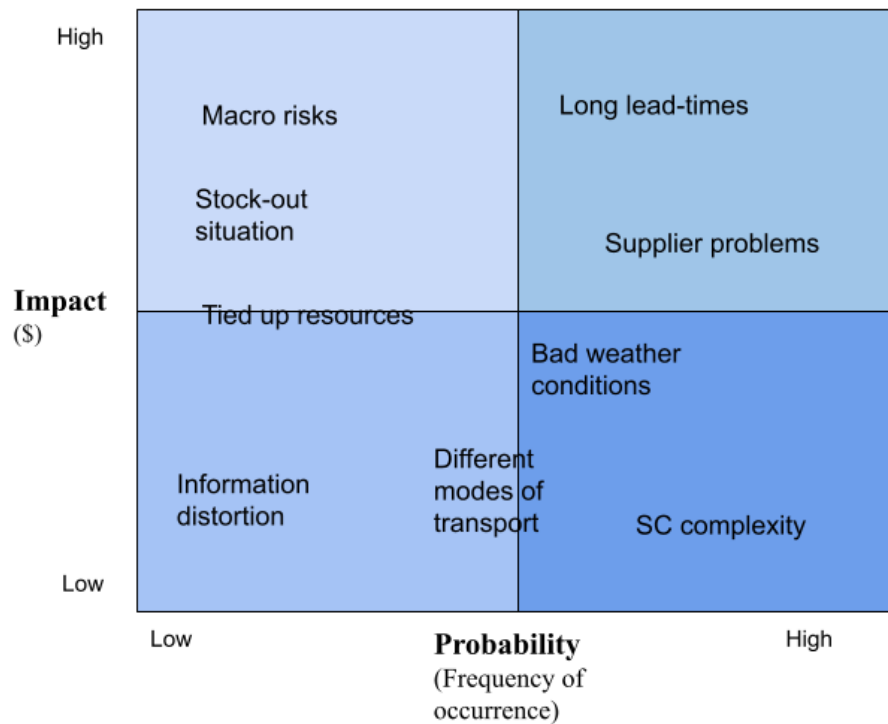 High
Macro risks
Long lead-times
Stock-out
situation
Supplier problems
Impact
($)
Tied up resources
Bad weather
conditions
Different
modes of
transport
Information
distortion
SC complexity
Low
Low
Probability
(Frequency of
occurrence)
High